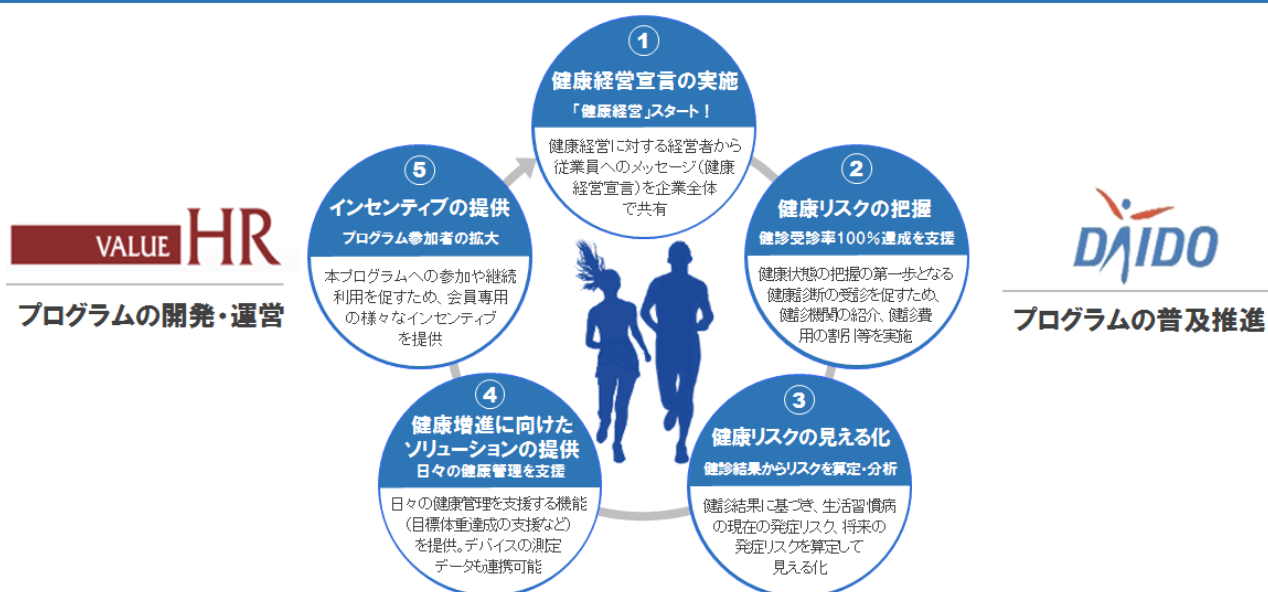 ①
健康経営宣言の実施
「健康経営」スタート！
健康経営に対する経営者から
従業員へのメッセージ（健康
経営宣言）を企業全体
で共有
②
健康リスクの把握
健診受診率100％達成を支援
健康状態の把握の第一歩となる
健康診断の受診を促すため、
健診機関の紹介、健診費
用の割引等を実施
③
健康リスクの見える化
健診結果からリスクを算定・分析
健診結果に基づき、生活習慣病
の現在の発症リスク、将来の
発症リスクを算定して
見える化
④
健康増進に向けた
ソリューションの提供
日々の健康管理を支援
日々の健康管理を支援する機能
（目標体重達成の支援など）
を提供。デバイスの測定
データも連携可能
⑤
インセンティブの提供
プログラム参加者の拡大
本プログラムへの参加や継続
利用を促すため、会員専用
の様々なインセンティブ
を提供
VALUE HR
プログラムの開発・運営
DAIDO
プログラムの普及推進